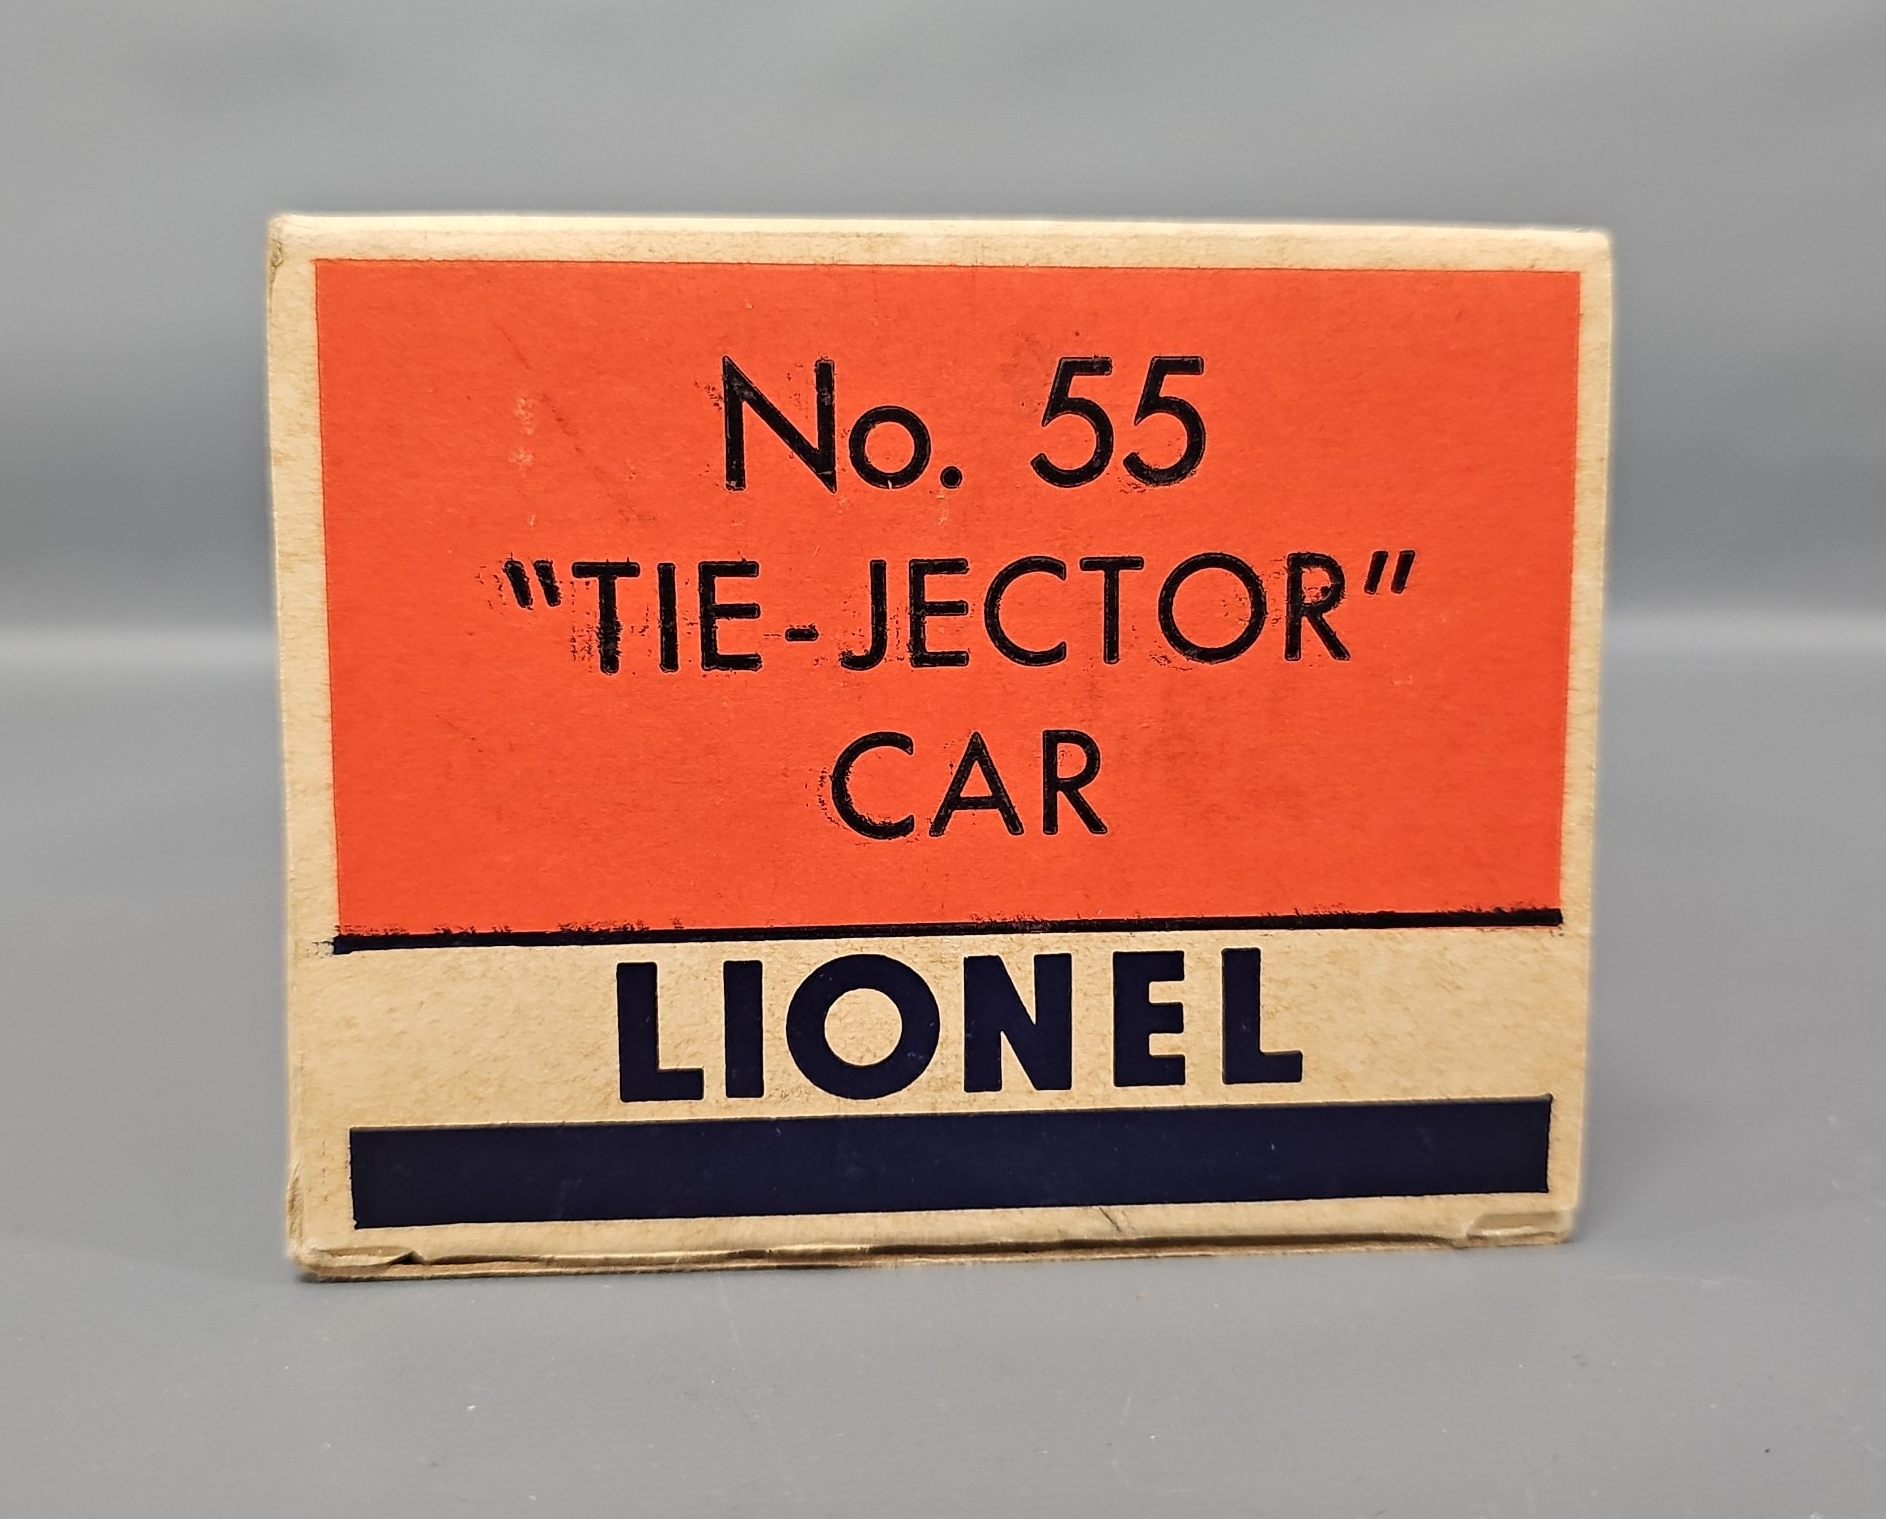 No. 55
"TIE-JECTOR"
CAR
LIONEL